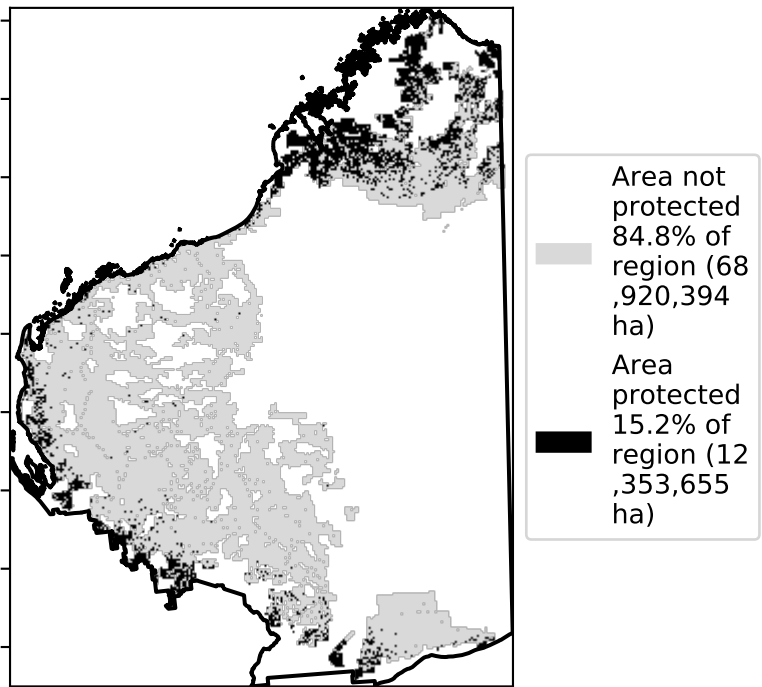 Area not
protected
84.8% of
region (68
,920,394
ha)
Area
protected
15.2% of
region (12
,353,655
ha)